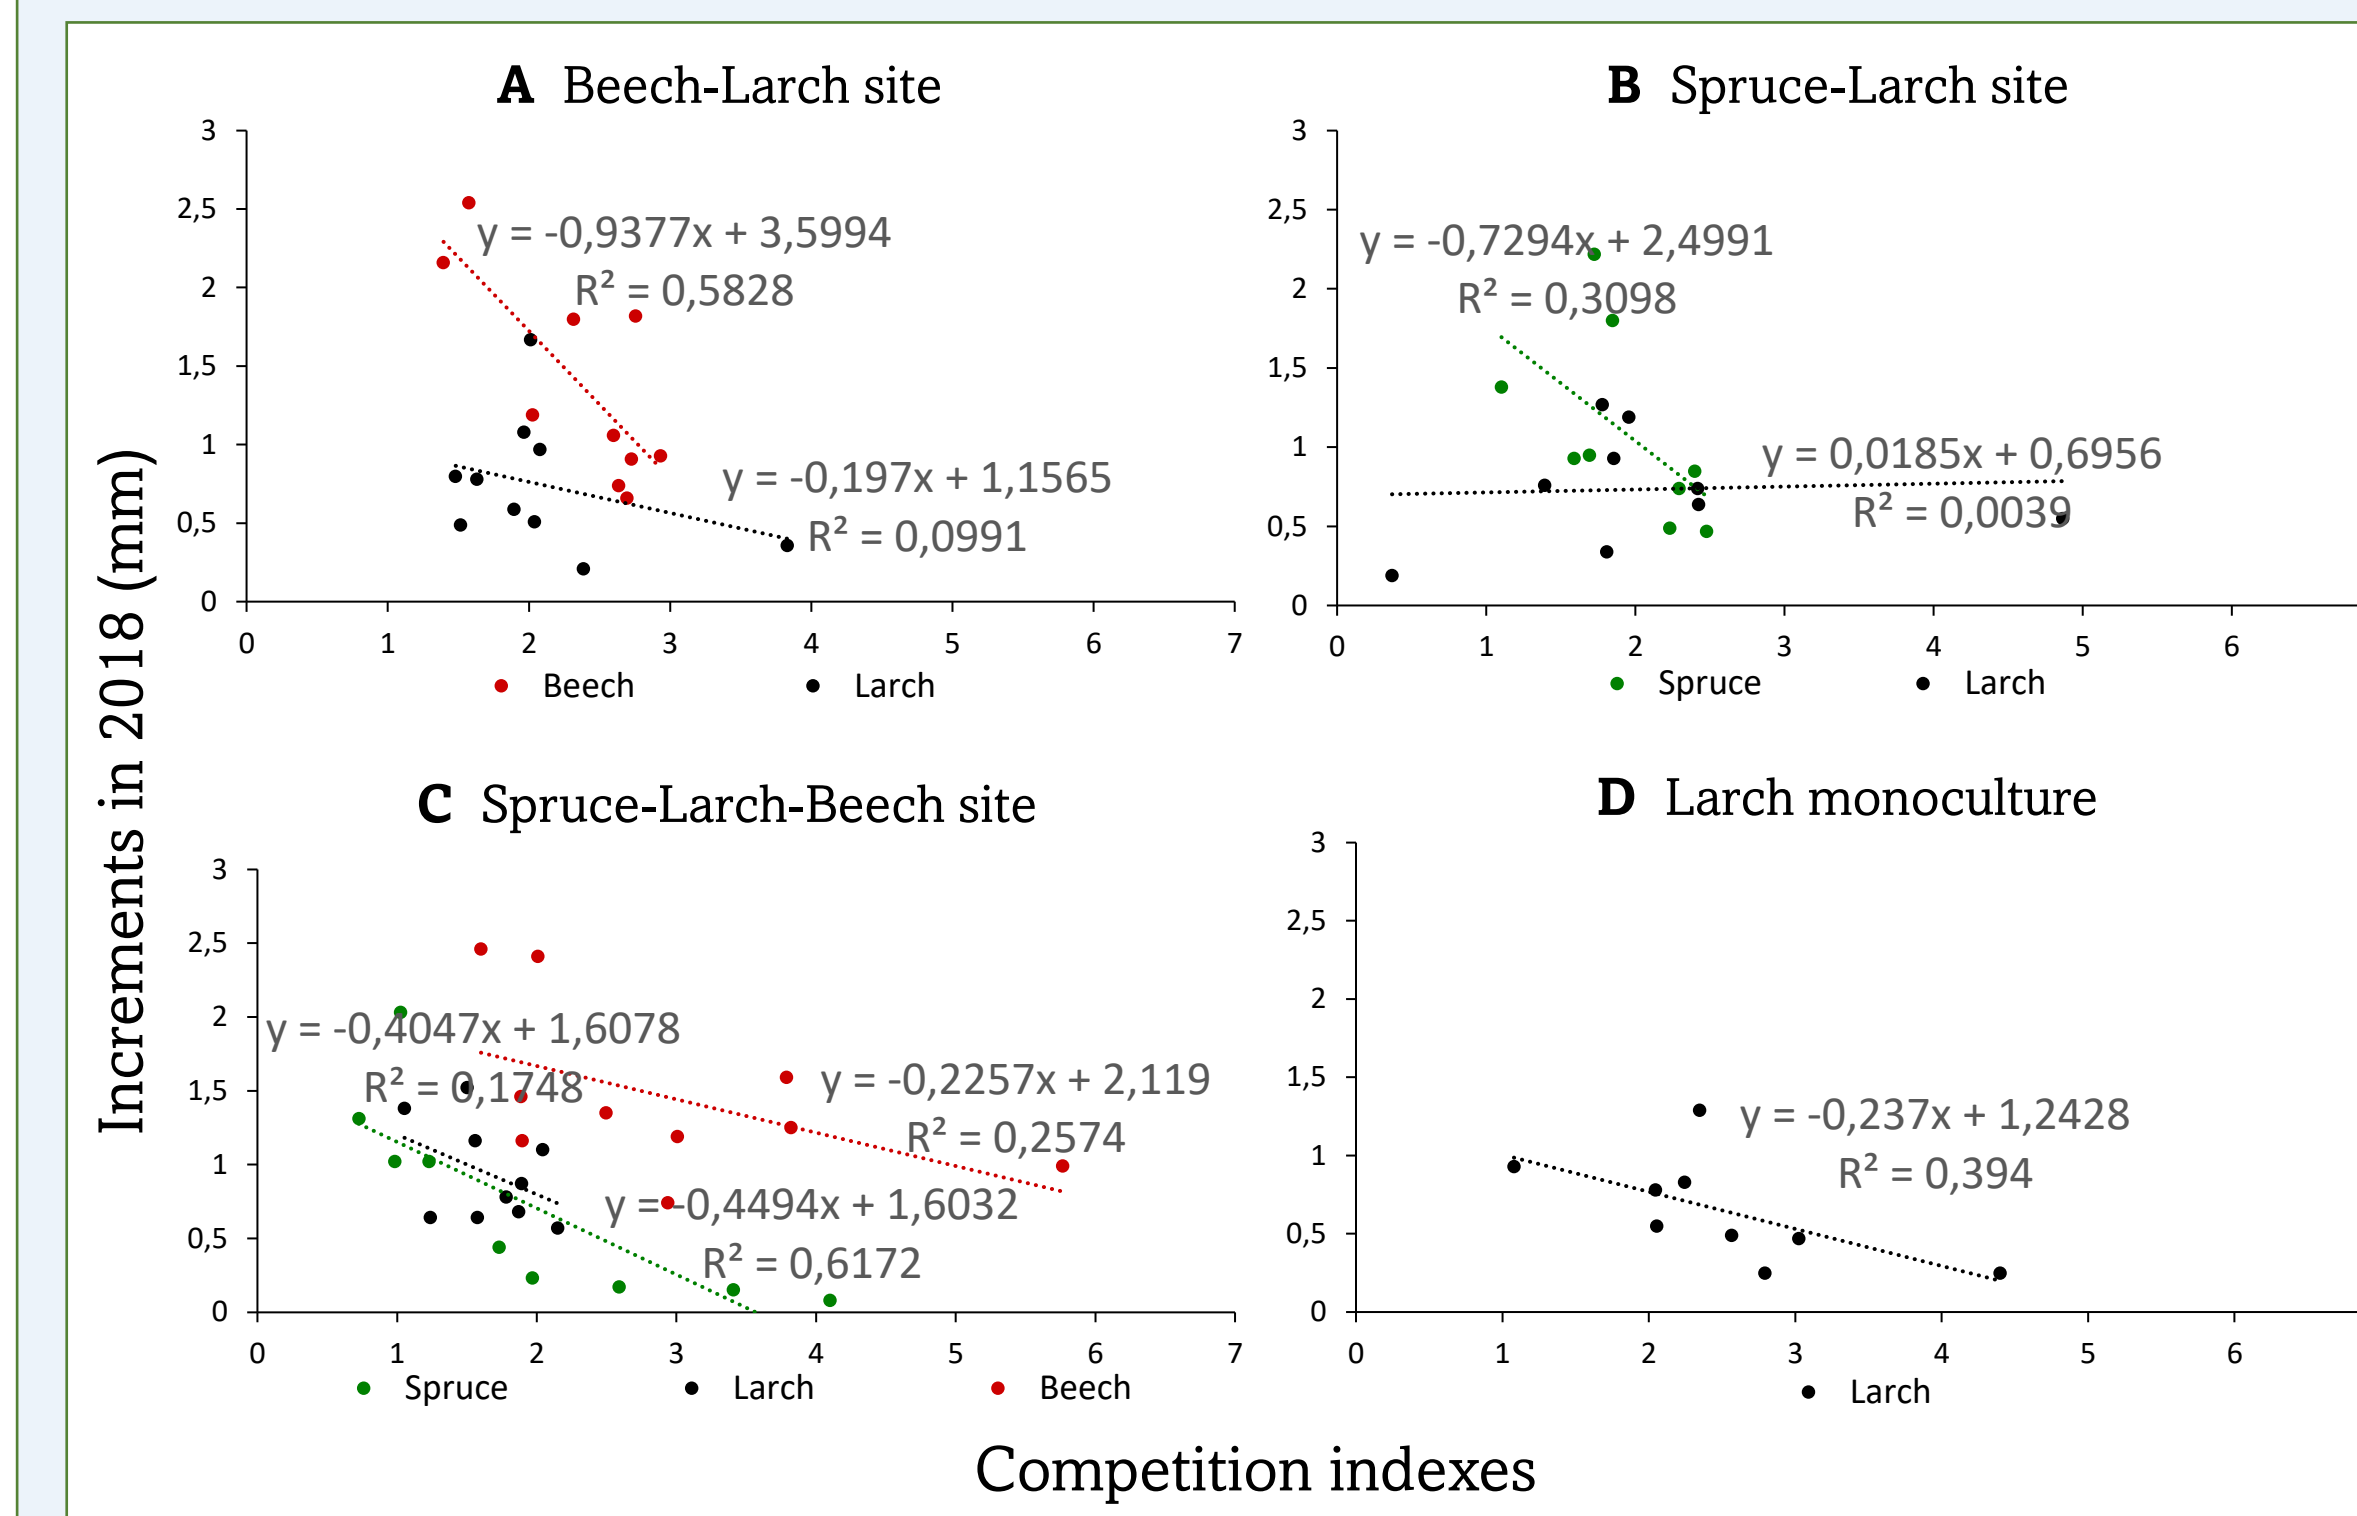 A Beech-Larch site
3
2,5
2
1,5
1
0,5
0
y = -0,9377x + 3,5994
R² = 0,5828
y = -0,197x + 1,1565
R² = 0,0991
0 1 2 3 4 5 6 7
Beech Larch
B Spruce-Larch site
3
2,5
2
1,5
1
0,5
0
y = -0,7294x + 2,4991
R² = 0,3098
y = 0,0185x + 0,6956
R² = 0,0039
0 1 2 3 4 5 6
Spruce Larch
Increments in 2018 (mm)
C Spruce-Larch-Beech site
3
2,5
2
1,5
1
0,5
0
y = -0,4047x + 1,6078
R² = 0,1748
y = -0,2257x + 2,119
R² = 0,2574
y = -0,4494x + 1,6032
R² = 0,6172
0 1 2 3 4 5 6 7
Spruce Larch Beech
D Larch monoculture
3
2,5
2
1,5
1
0,5
0
y = -0,237x + 1,2428
R² = 0,394
0 1 2 3 4 5 6
Larch
Competition indexes